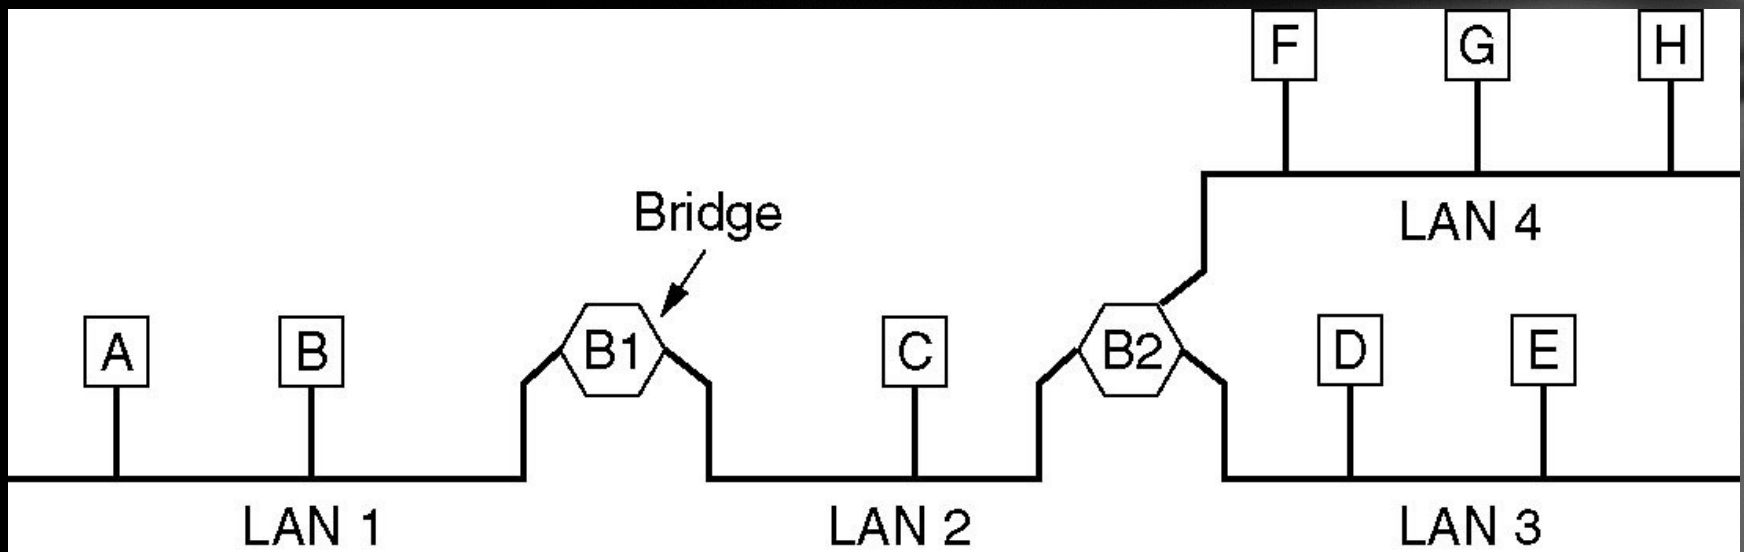 F G H
LAN 4
Bridge
A B B1 C B2 D E
LAN 1 LAN 2 LAN 3